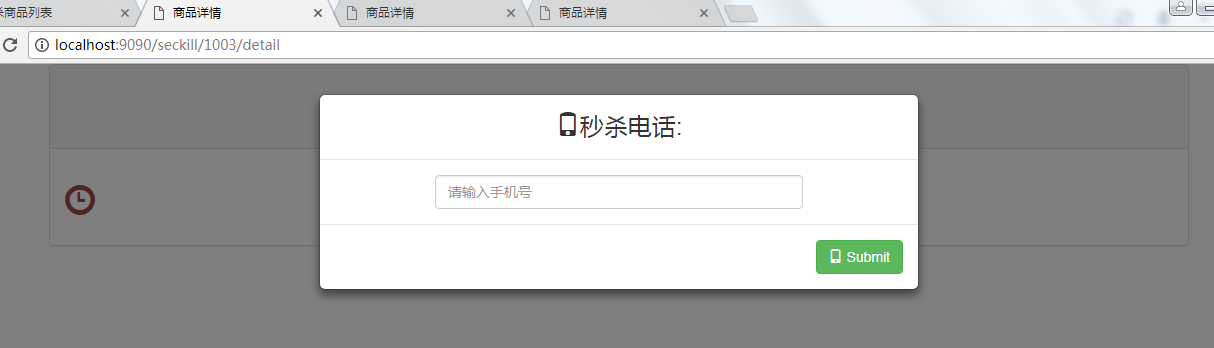 杀商品列表
商品详情
商品详情
商品详情
localhost:9090/seckill/1003/detail
秒杀电话:
请输入手机号
Submit